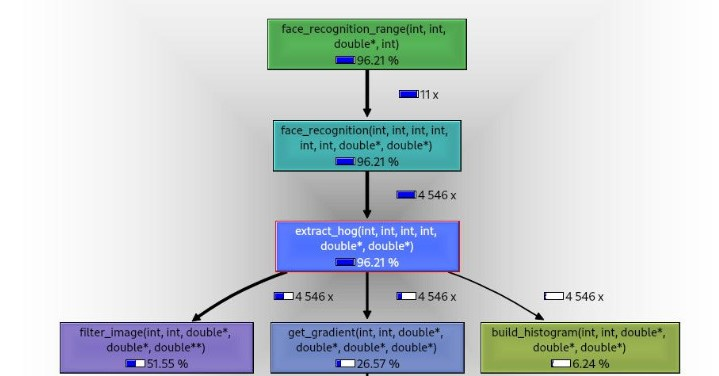 face_recognition_range(int, int,
double*, int)
96.21 %
11 x
face_recognition(int, int, int, int,
int, int, double*, double*)
96.21 %
4 546 x
extract_hog(int, int, int, int,
double*, double*)
96.21 %
4 546 x
4 546 x
4 546 x
filter_image(int, int, double*,
double*, double**)
51.55 %
get_gradient(int, int, double*,
double*, double*, double*)
26.57 %
build_histogram(int, int, double*,
double*, double*)
6.24 %